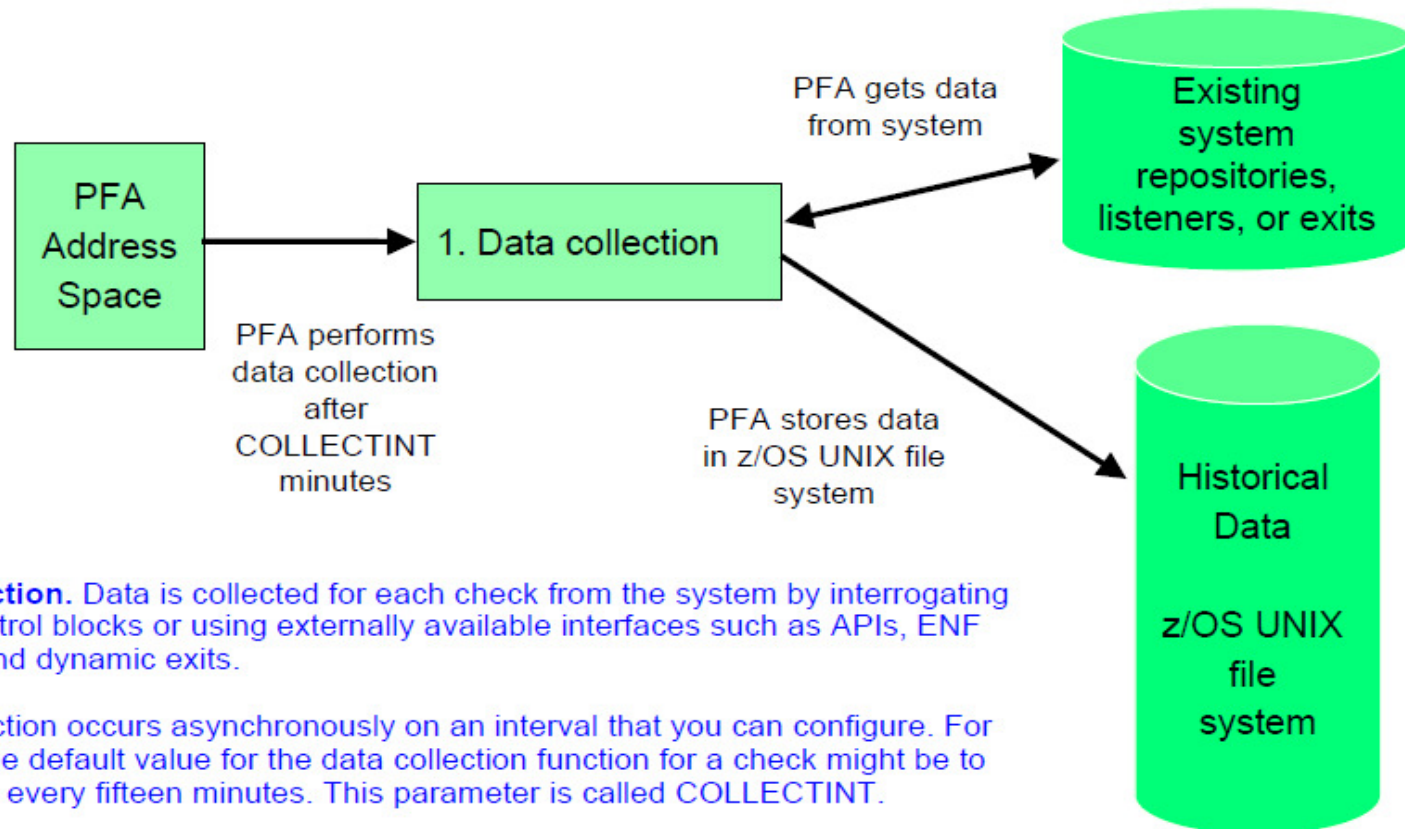 PFA gets data
from system
Existing
system
repositories,
listeners, or exits
PFA
Address
Space
1. Data collection
PFA performs
data collection
after
COLLECTINT
minutes
PFA stores data
in z/OS UNIX file
system
Historical
Data
z/OS UNIX
file
system
ction. Data is collected for each check from the system by interrogating
trol blocks or using externally available interfaces such as APIs, ENF
nd dynamic exits.
ction occurs asynchronously on an interval that you can configure. For
e default value for the data collection function for a check might be to
every fifteen minutes. This parameter is called COLLECTINT.